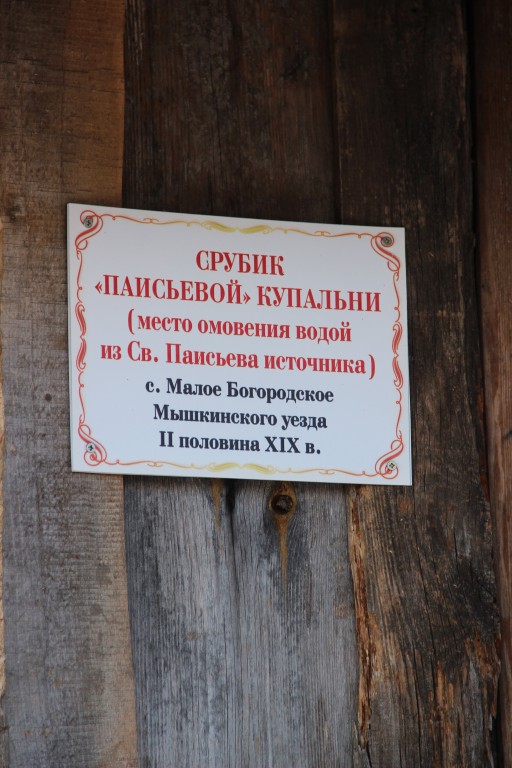 СРУБИК
«ПАИСЬЕВОЙ» КУПАЛЬНИ
(место омовения водой
из Св. Паисьева источника)
с. Малое Богородское
Мышкинского уезда
II половина XIX в.